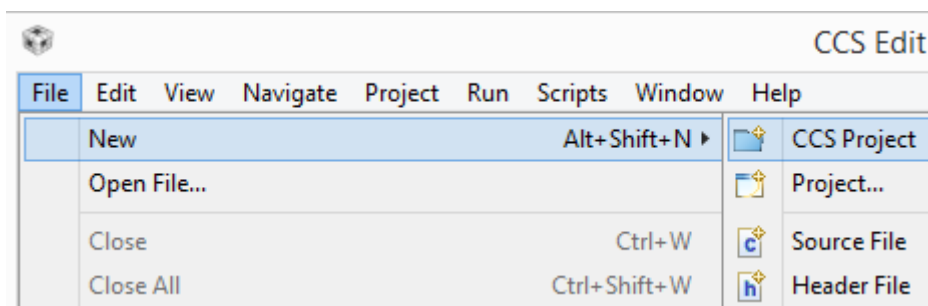 CCS Edit
File Edit View Navigate Project Run Scripts Window Help
New Alt+Shift+N CCS Project
Open File... Project...
Close Ctrl+W Source File
Close All Ctrl+Shift+W Header File